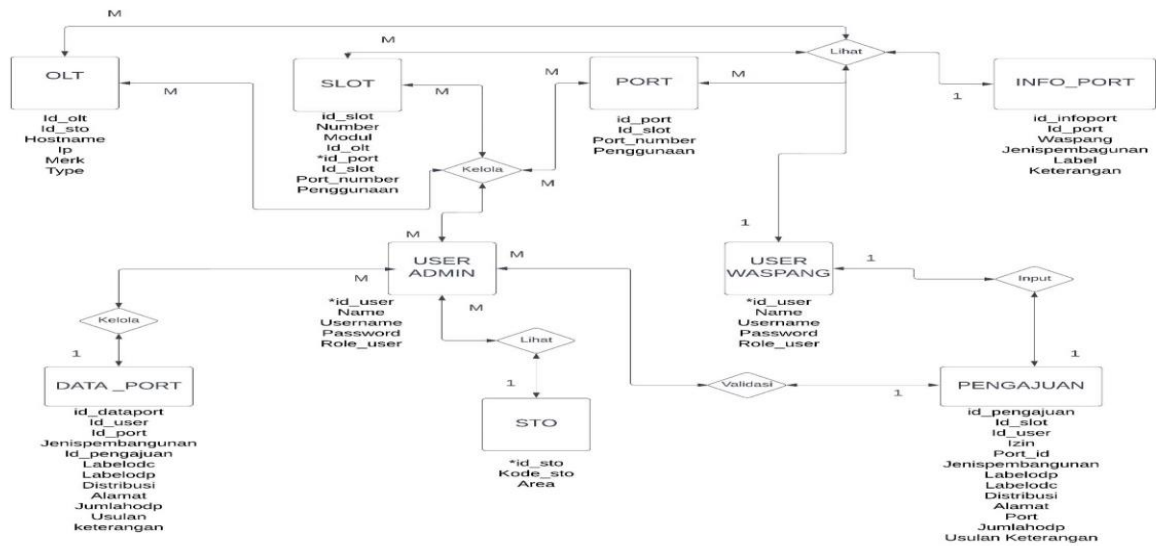 M
M
Lihat
OLT
M
SLOT
M
M
PORT
M
INFO_PORT
1
Id_olt
Id_sto
Hostname
Ip
Merk
Type
id_slot
Number
Modul
Id_olt
*id_port
Id_slot
Port_number
Penggunaan
id_port
Id_slot
Port_number
Penggunaan
id_infoport
Id_port
Waspang
Jenispembagunan
Label
Keterangan
Kelola
M
M
1
USER
ADMIN
M
M
M
*id_user
Name
Username
Password
Role_user
USER
WASPANG
1
*id_user
Name
Username
Password
Role_user
Input
Kelola
1
Lihat
1
DATA _PORT
id_dataport
Id_user
Id_port
Jenispembangunan
Id_pengajuan
Labelodc
Labelodp
Distribusi
Alamat
Jumlahodp
Usulan
keterangan
STO
*id_sto
Kode_sto
Area
Validasi
1
1
PENGAJUAN
id_pengajuan
Id_slot
Id_user
Izin
Port_id
Jenispembangunan
Labelodp
Labelodc
Distribusi
Alamat
Port
Jumlahodp
Usulan Keterangan